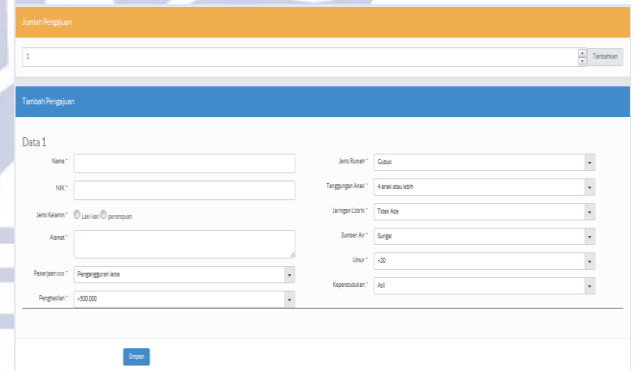 Jumlah Pengajuan
1
Tambahkan
Tambah Pengajuan
Data 1
Nama *
NIK *
Jenis Kelamin * Laki-laki perempuan
Alamat *
Pekerjaan xxx * Pengangguran lama
Penghasilan * <500.000
Jenis Rumah * Gubuk
Tanggungan Anak * 4 anak atau lebih
Jaringan Listrik * Tidak Ada
Sumber Air * Sungai
Umur * <30
Kependudukan * Asli
Simpan